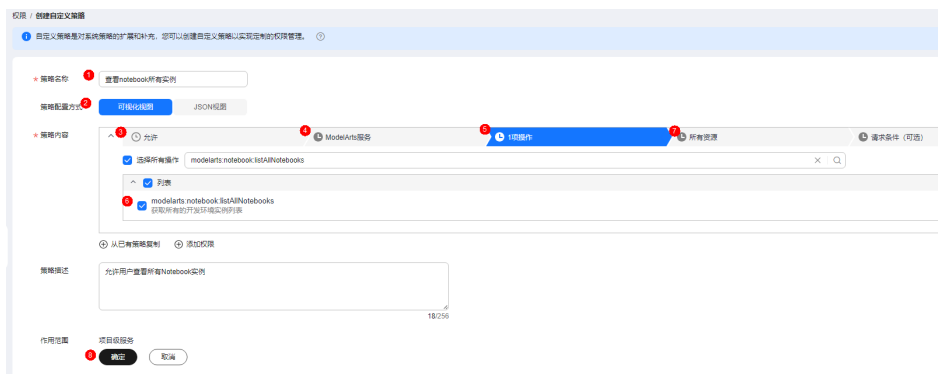 权限 / 创建自定义策略
自定义策略是对系统策略的扩展和补充，您可以创建自定义策略以实现定制的权限管理。
* 策略名称 1 查看notebook所有实例
策略配置方式 2 可视化视图 JSON视图
* 策略内容 3 允许 4 ModelArts服务 5 1项操作 7 所有资源 请求条件（可选）
选择所有操作 modelarts:notebook:listAllNotebooks
列表
6 modelarts:notebook:listAllNotebooks
获取所有的开发环境实例列表
从已有策略复制 添加权限
策略描述 允许用户查看所有Notebook实例
18/256
作用范围 项目级服务
8 确定 取消